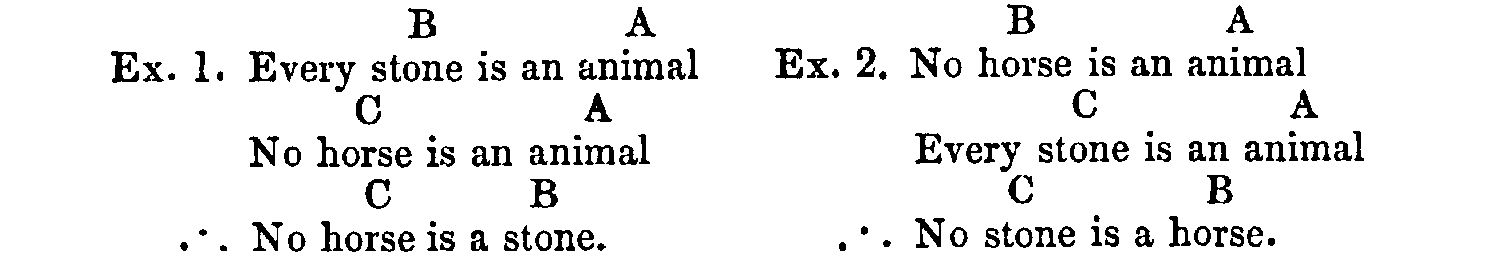 B A
Ex. 1. Every stone is an animal
C A
No horse is an animal
C B
∴ No horse is a stone.
B A
Ex. 2. No horse is an animal
C A
Every stone is an animal
C B
∴ No stone is a horse.